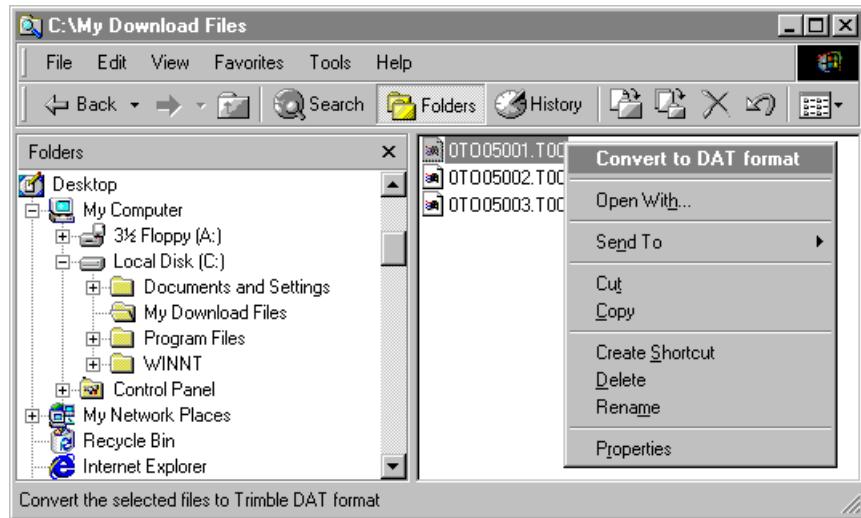 C:\My Download Files
File Edit View Favorites Tools Help
Back Search Folders History
Folders
Desktop
My Computer
3½ Floppy (A:)
Local Disk (C:)
Documents and Settings
My Download Files
Program Files
WINNT
Control Panel
My Network Places
Recycle Bin
Internet Explorer
0TO05001.T00
0TO05002.T00
0TO05003.T00
Convert to DAT format
Open With...
Send To
Cut
Copy
Create Shortcut
Delete
Rename
Properties
Convert the selected files to Trimble DAT format